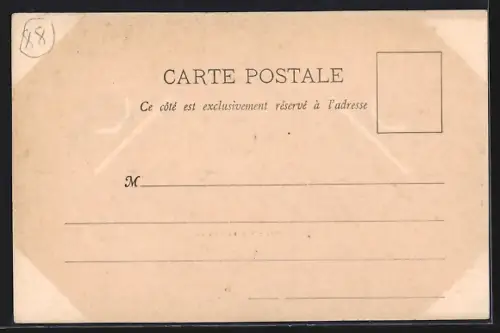 88
CARTE POSTALE
Ce côté est exclusivement réservé à l'adresse
M